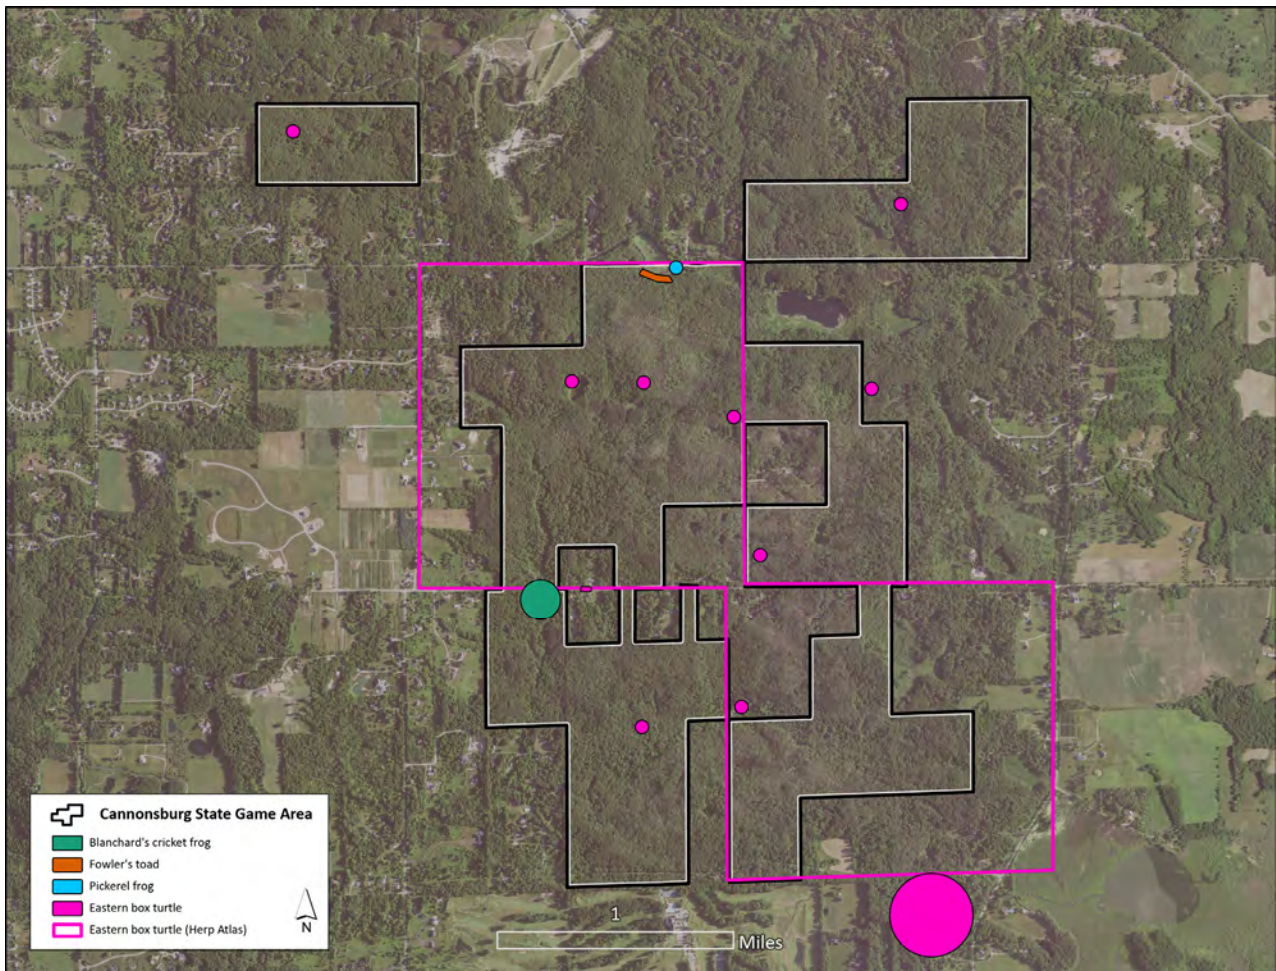 Cannonsburg State Game Area
Blanchard's cricket frog
Fowler's toad
Pickerel frog
Eastern box turtle
Eastern box turtle (Herp Atlas)
N
1
Miles